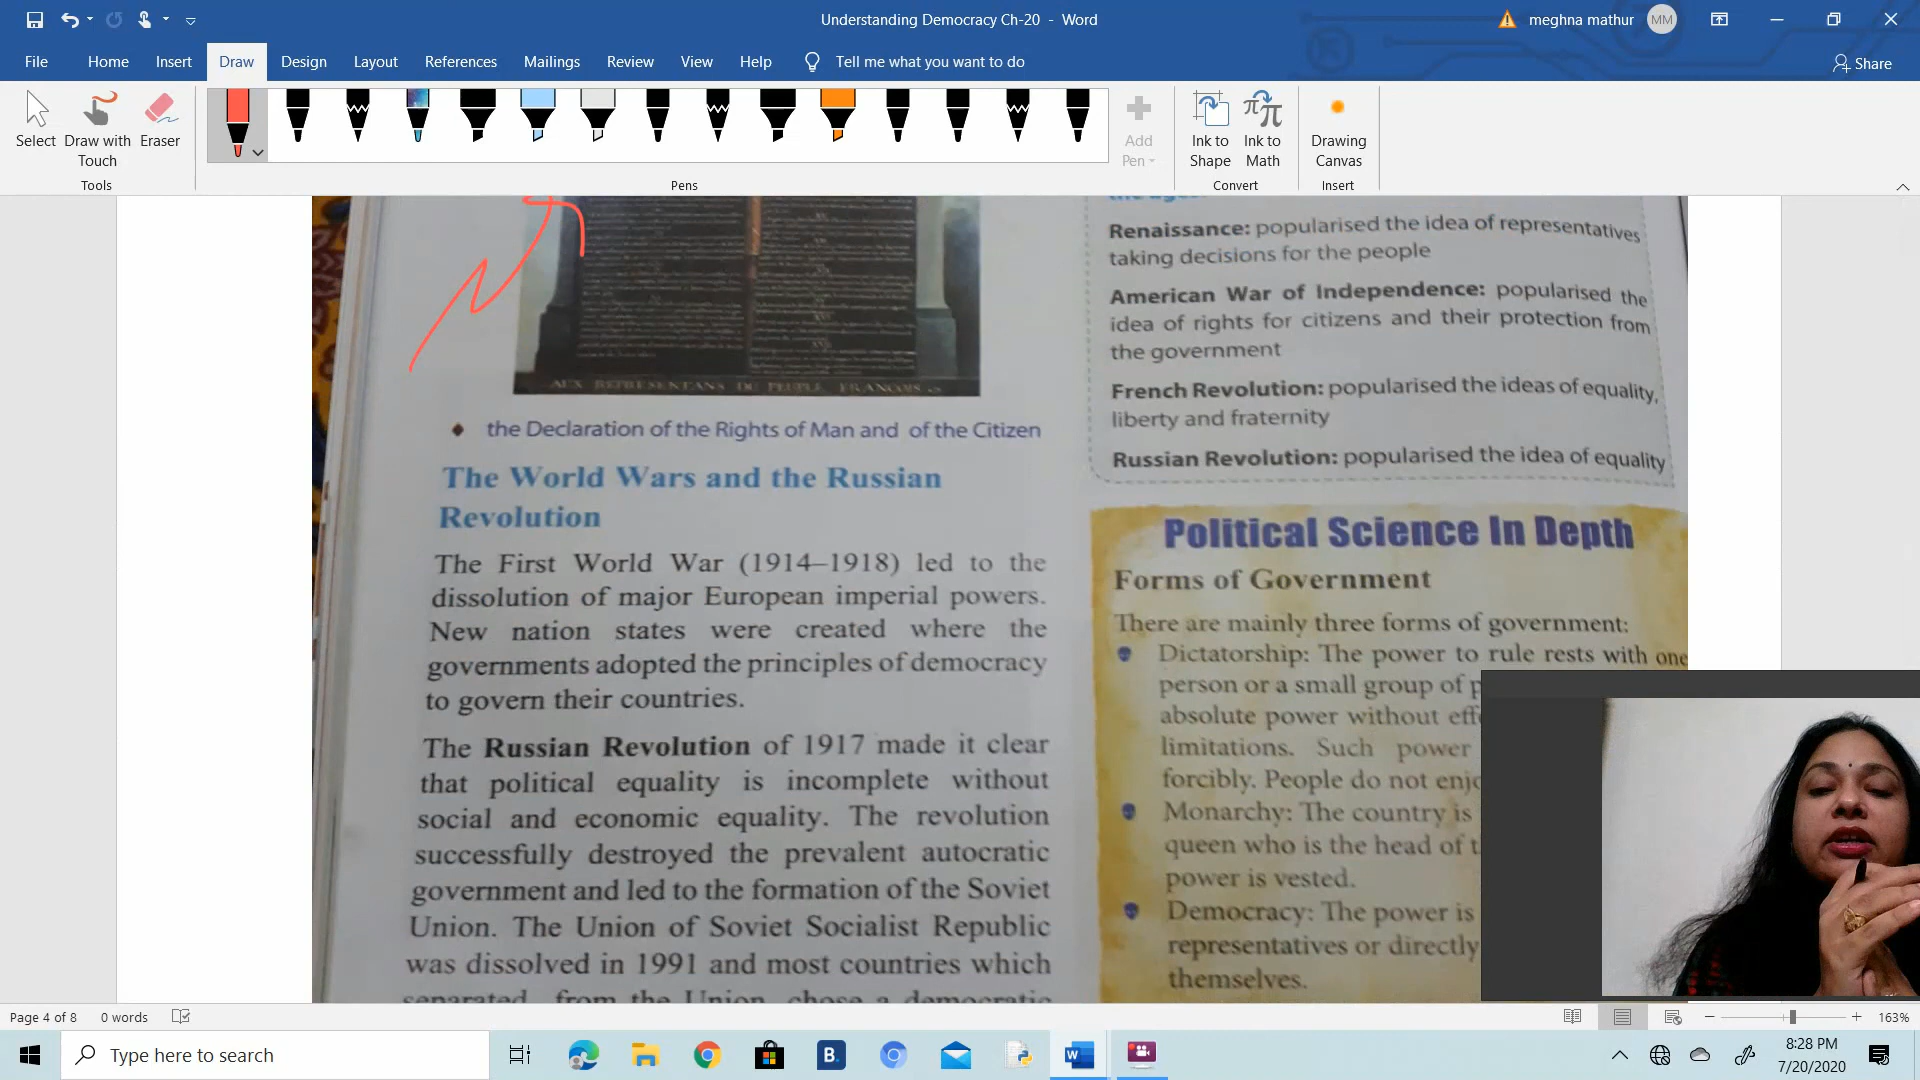 Understanding Democracy Ch-20 - Word
meghna mathur
MM
File
Home
Insert
Draw
Design
Layout
References
Mailings
Review
View
Help
Tell me what you want to do
Share
Select
Draw with
Touch
Eraser
Tools
Pens
Add
Pen
Ink to
Shape
Ink to
Math
Convert
Drawing
Canvas
Insert
AUX REPRESENTANS DU PEUPLE FRANCOIS
the Declaration of the Rights of Man and of the Citizen
The World Wars and the Russian
Revolution
The First World War (1914–1918) led to the
dissolution of major European imperial powers.
New nation states were created where the
governments adopted the principles of democracy
to govern their countries.
The Russian Revolution of 1917 made it clear
that political equality is incomplete without
social and economic equality. The revolution
successfully destroyed the prevalent autocratic
government and led to the formation of the Soviet
Union. The Union of Soviet Socialist Republic
was dissolved in 1991 and most countries which
separated from the Union chose a democratic
Renaissance: popularised the idea of representatives
taking decisions for the people
American War of Independence: popularised the
idea of rights for citizens and their protection from
the government
French Revolution: popularised the ideas of equality,
liberty and fraternity
Russian Revolution: popularised the idea of equality
Political Science In Depth
Forms of Government
There are mainly three forms of government:
Dictatorship: The power to rule rests with one
person or a small group of
absolute power without
limitations. Such power
forcibly. People do not
Monarchy: The country is
queen who is the head of
power is vested.
Democracy: The power is
representatives or directly
themselves.
Page 4 of 8
0 words
163%
Type here to search
B.
8:28 PM
7/20/2020